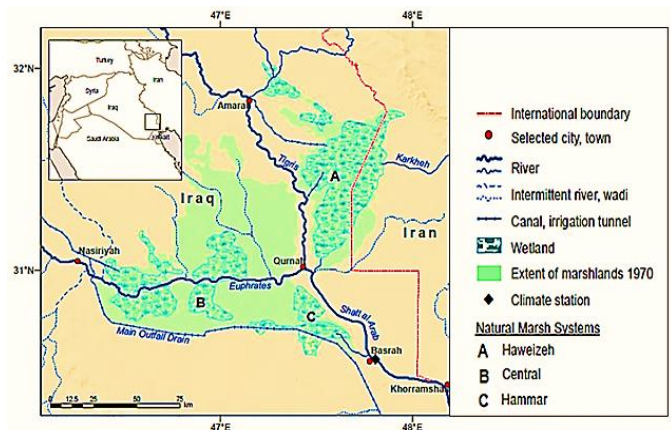 47°E
48°E
32°N
31°N
47°E
48°E
Turkey
Syria
Iran
Iraq
Saudi Arabia
Amara
Tigris
A
Karkheh
Iraq
Iran
Nasiriyah
Qurnah
Euphrates
B
C
Shatt al Arab
Main Outfall Drain
Basrah
Khorramsha
0 12.5 25 50 75
km
International boundary
Selected city, town
River
Intermittent river, wadi
Canal, irrigation tunnel
Wetland
Extent of marshlands 1970
Climate station
Natural Marsh Systems
A Haweizeh
B Central
C Hammar